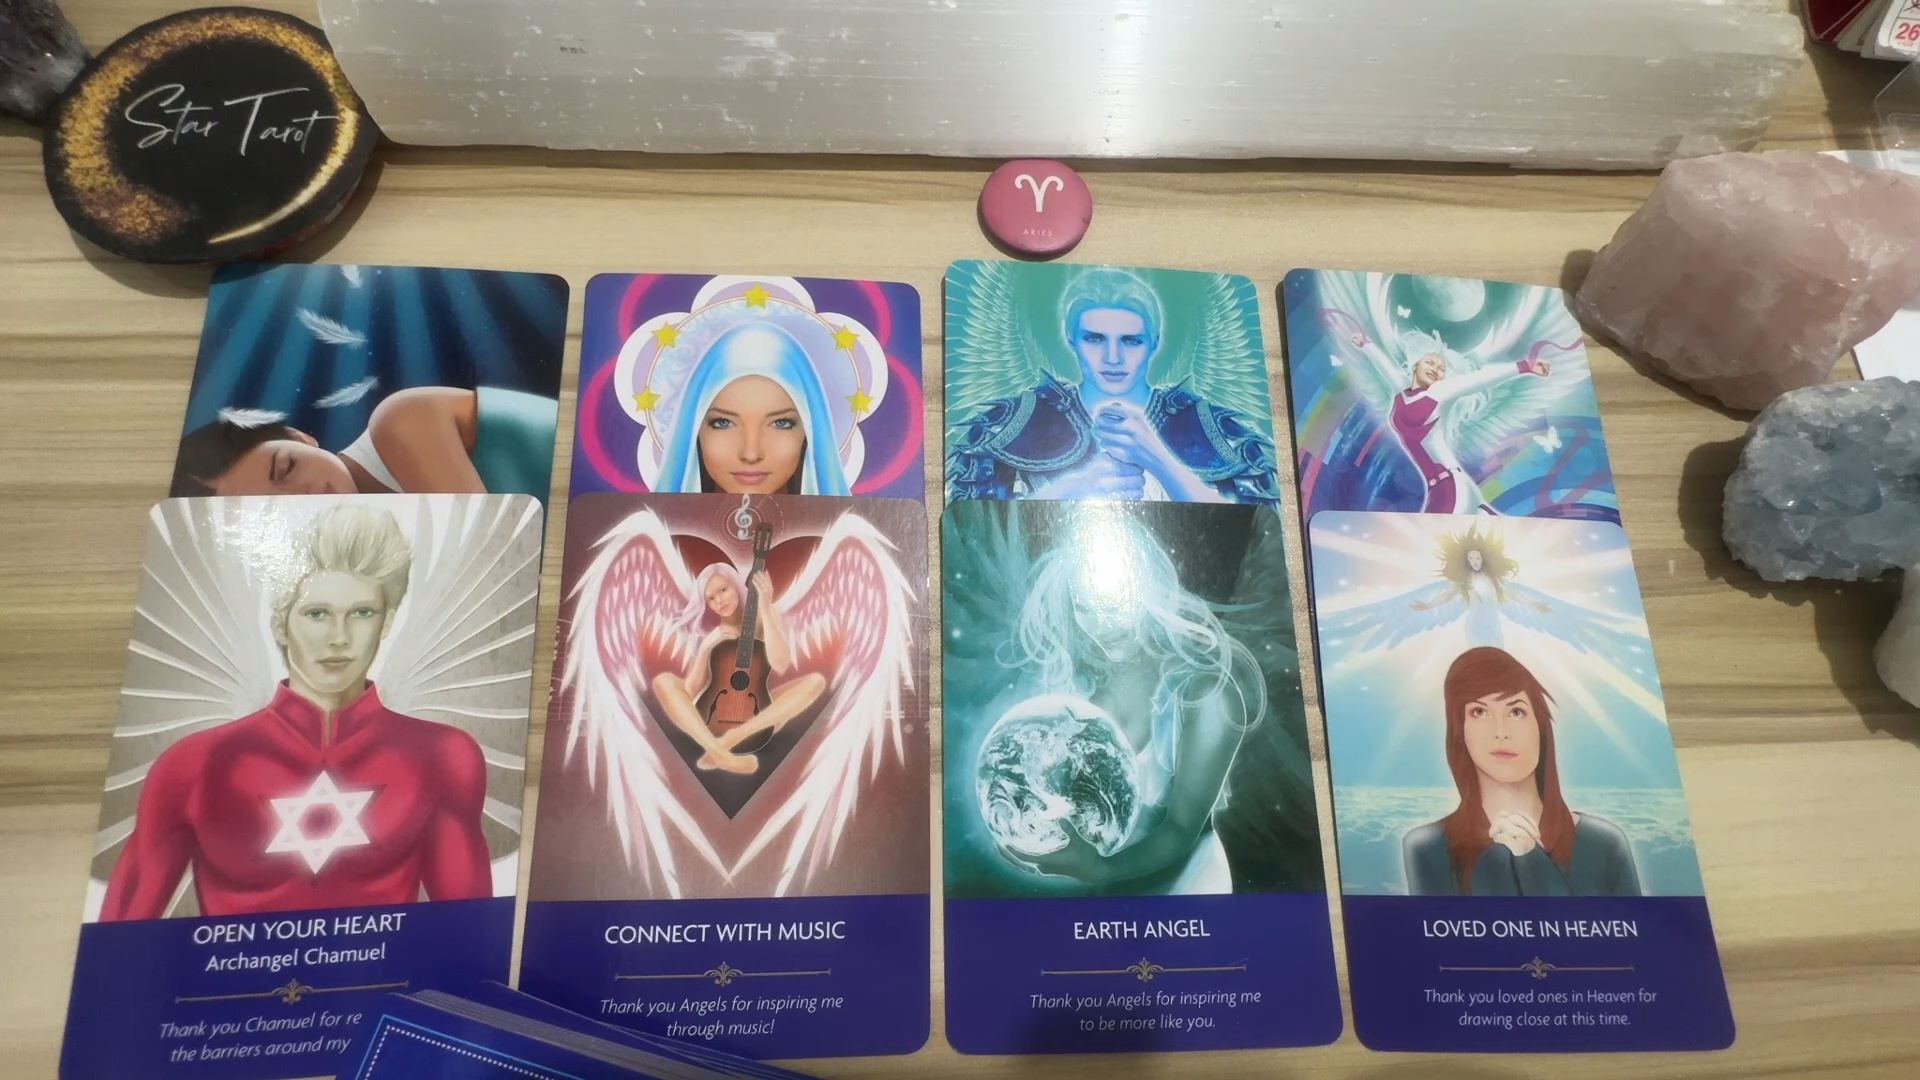 Star Tarot
26
ARIES
OPEN YOUR HEART
Archangel Chamuel
Thank you Chamuel for re
the barriers around my
CONNECT WITH MUSIC
Thank you Angels for inspiring me
through music!
EARTH ANGEL
Thank you Angels for inspiring me
to be more like you.
LOVED ONE IN HEAVEN
Thank you loved ones in Heaven for
drawing close at this time.